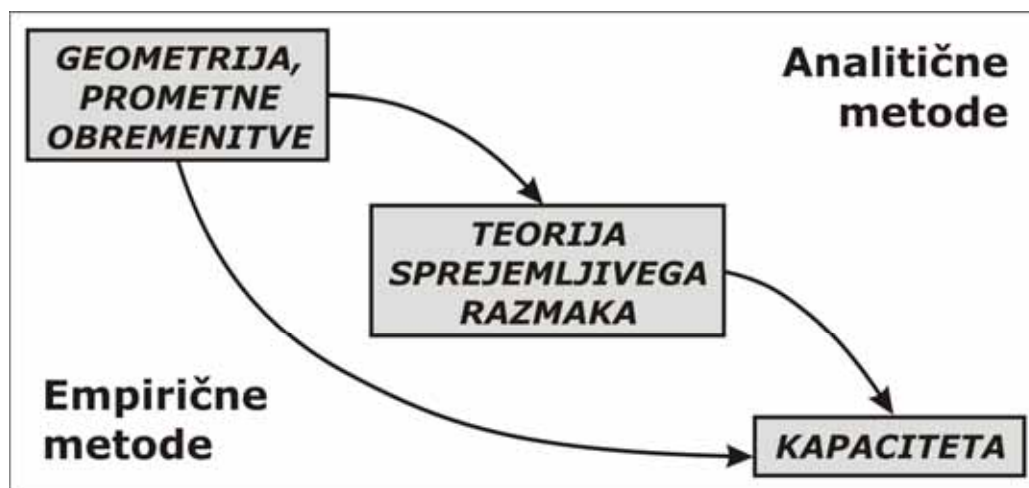 GEOMETRIJA,
PROMETNE
OBREMENITVE
Analitične
metode
TEORIJA
SPREJEMLJIVEGA
RAZMAKA
Empirične
metode
KAPACITETA